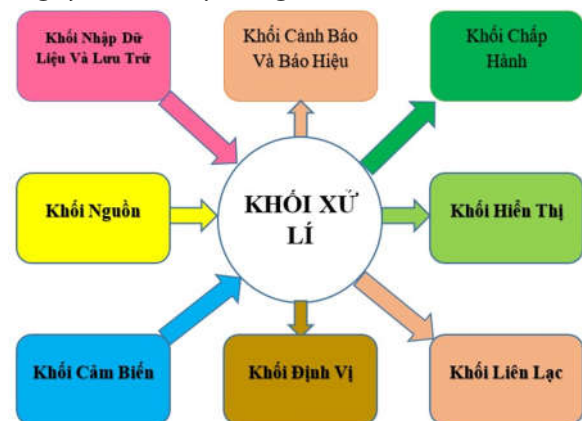 Khối Nhập Dữ
Liệu Và Lưu Trữ
Khối Cảnh Báo
Và Báo Hiệu
Khối Chấp
Hành
Khối Nguồn
KHỐI XỬ
LÍ
Khối Hiển Thị
Khối Cảm Biến
Khối Định Vị
Khối Liên Lạc